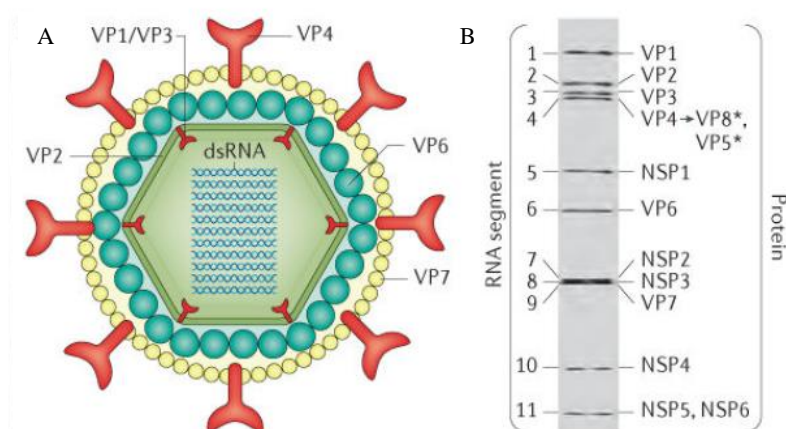 A
VP1/VP3
VP4
VP2
dsRNA
VP6
VP7
B
RNA segment
Protein
1 VP1
2 VP2
3 VP3
4 VP4→VP8*,
VP5*
5 NSP1
6 VP6
7 NSP2
8 NSP3
9 VP7
10 NSP4
11 NSP5, NSP6